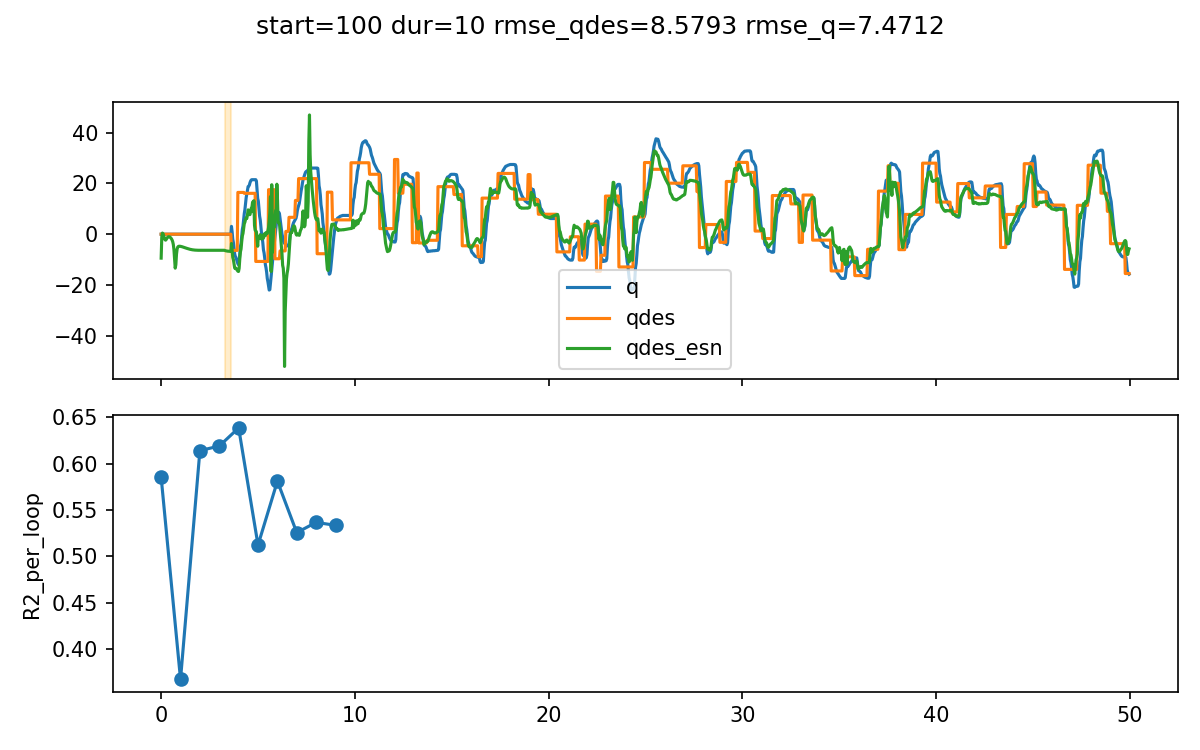 start=100 dur=10 rmse_qdes=8.5793 rmse_q=7.4712
40
20
0
−20
−40
q
qdes
qdes_esn
0.65
0.60
0.55
0.50
0.45
0.40
R2_per_loop
0 10 20 30 40 50